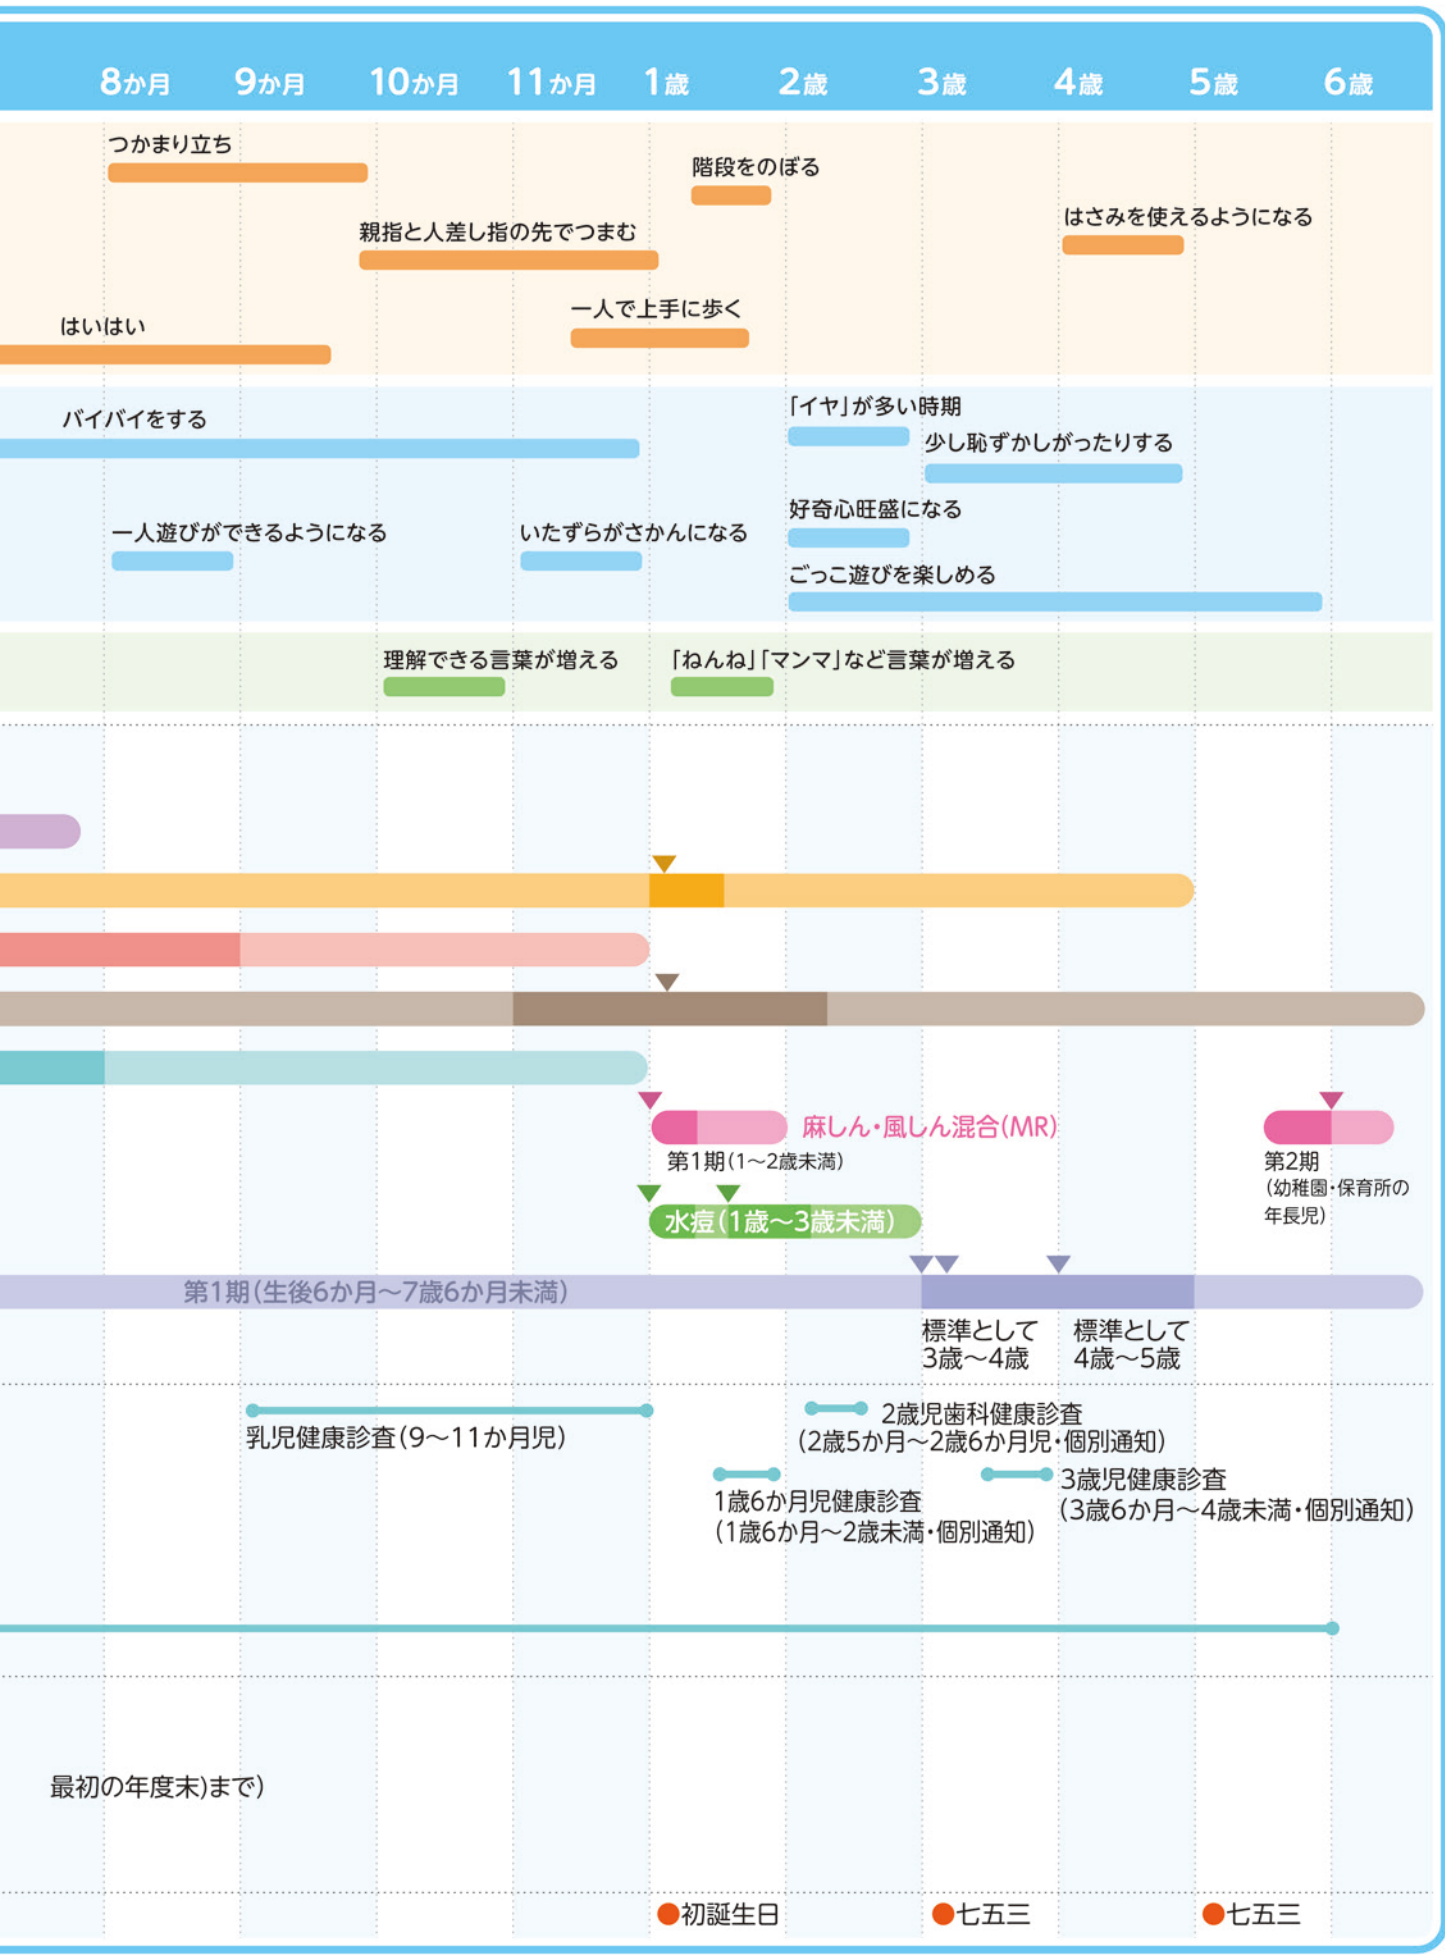 8か月 9か月 10か月 11か月 1歳 2歳 3歳 4歳 5歳 6歳
つかまり立ち
階段をのぼる
はさみを使えるようになる
親指と人差し指の先でつまむ
一人で上手に歩く
はいはい
「イヤ」が多い時期
バイバイをする
少し恥ずかしがったりする
好奇心旺盛になる
一人遊びができるようになる
いたずらがさかんになる
ごっこ遊びを楽しめる
理解できる言葉が増える
「ねんね」「マンマ」など言葉が増える
麻しん・風しん混合(MR)
第1期(1～2歳未満)
第2期
(幼稚園・保育所の
年長児)
水痘(1歳～3歳未満)
第1期(生後6か月～7歳6か月未満)
標準として
3歳～4歳
標準として
4歳～5歳
乳児健康診査(9～11か月児)
2歳児歯科健康診査
(2歳5か月～2歳6か月児・個別通知)
1歳6か月児健康診査
(1歳6か月～2歳未満・個別通知)
3歳児健康診査
(3歳6か月～4歳未満・個別通知)
最初の年度末)まで)
●初誕生日
●七五三
●七五三